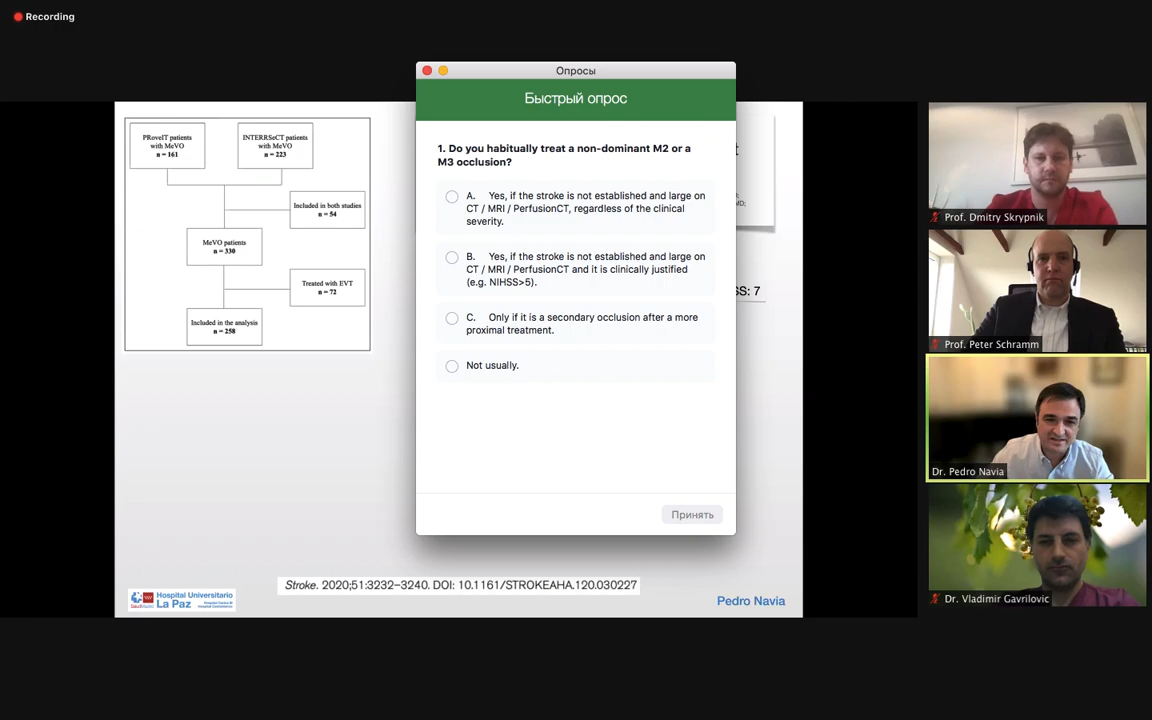 Recording
Опросы
Быстрый опрос
1. Do you habitually treat a non-dominant M2 or a
M3 occlusion?
A. Yes, if the stroke is not established and large on
CT / MRI / PerfusionCT, regardless of the clinical
severity.
B. Yes, if the stroke is not established and large on
CT / MRI / PerfusionCT and it is clinically justified
(e.g. NIHSS>5).
C. Only if it is a secondary occlusion after a more
proximal treatment.
Not usually.
Принять
PRoveIT patients
with MeVO
n = 161
INTERRSeCT patients
with MeVO
n = 223
Included in both studies
n = 54
MeVO patients
n = 330
Treated with EVT
n = 72
Included in the analysis
n = 258
SS: 7
Stroke. 2020;51:3232–3240. DOI: 10.1161/STROKEAHA.120.030227
Hospital Universitario
La Paz
Pedro Navia
Prof. Dmitry Skrypnik
Prof. Peter Schramm
Dr. Pedro Navia
Dr. Vladimir Gavrilovic